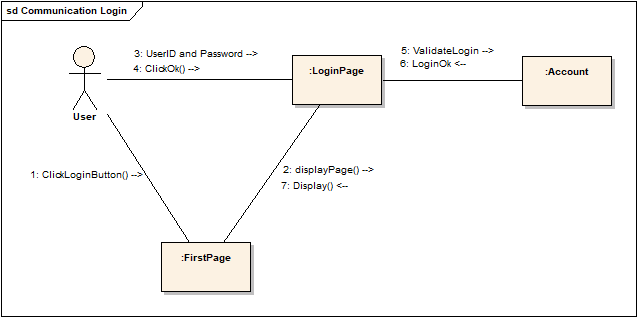 sd Communication Login
3: UserID and Password -->
4: ClickOk() -->
5: ValidateLogin -->
6: LoginOk <--
:LoginPage
:Account
User
1: ClickLoginButton() -->
2: displayPage() -->
7: Display() <--
:FirstPage